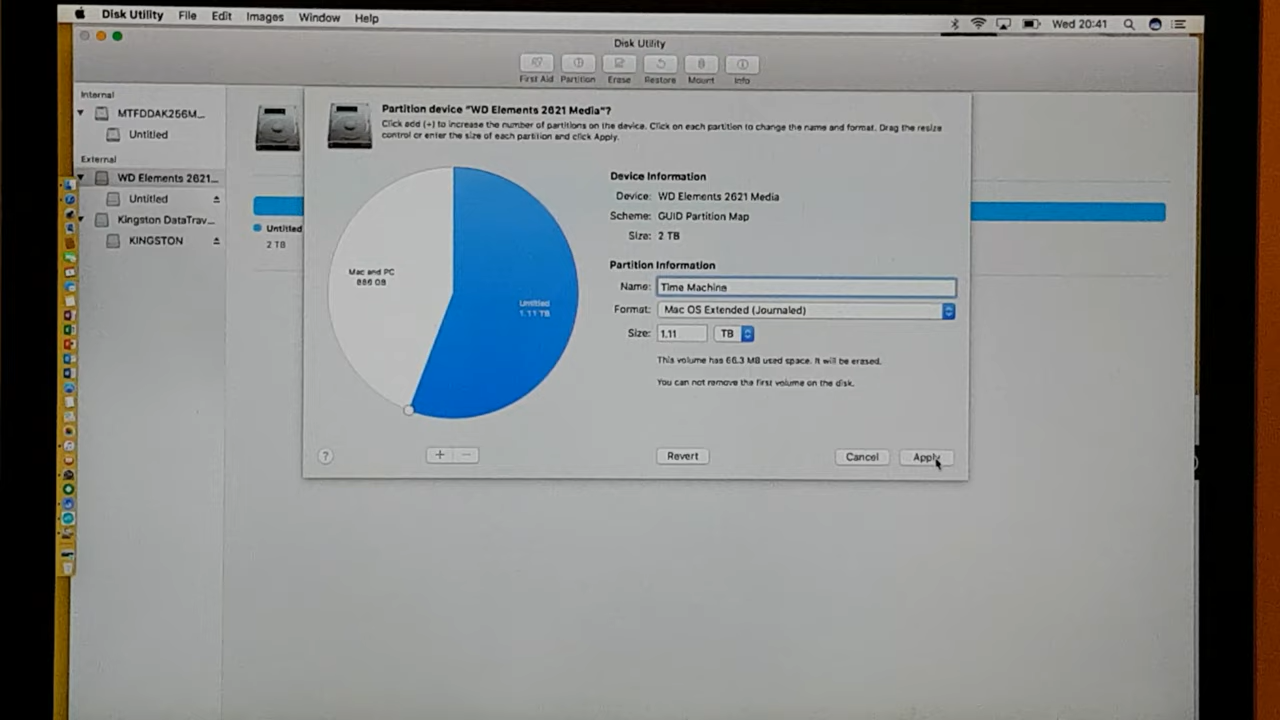 Disk Utility File Edit Images Window Help Wed 20:41
Disk Utility
First Aid Partition Erase Restore Mount Info
Internal
MTFDDAK256M...
Untitled
External
WD Elements 2621...
Untitled
Kingston DataTrav...
KINGSTON
Untitled
2 TB
Partition device "WD Elements 2621 Media"?
Click add (+) to increase the number of partitions on the device. Click on each partition to change the name and format. Drag the resize
control or enter the size of each partition and click Apply.
Mac and PC
886 GB
Untitled
1.11 TB
Device Information
Device: WD Elements 2621 Media
Scheme: GUID Partition Map
Size: 2 TB
Partition Information
Name: Time Machine
Format: Mac OS Extended (Journaled)
Size: 1.11 TB
This volume has 66.3 MB used space. It will be erased.
You can not remove the first volume on the disk.
? + −
Revert Cancel Apply